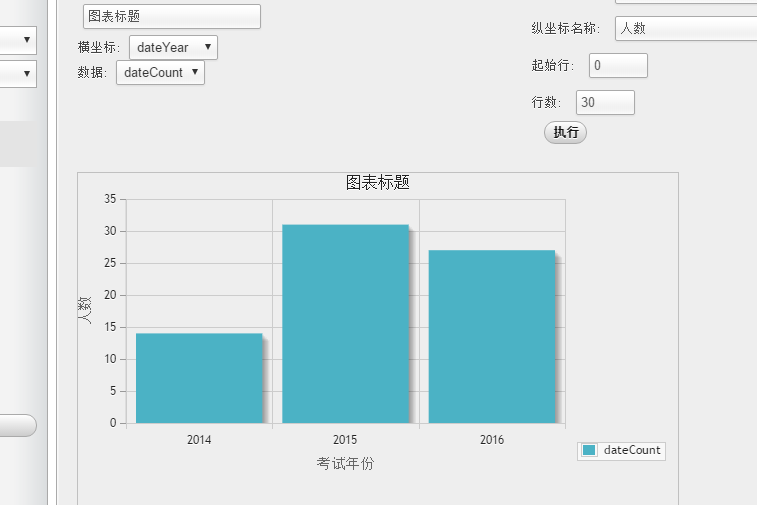 图表标题
横坐标: dateYear
数据: dateCount
纵坐标名称: 人数
起始行: 0
行数: 30
执行
图表标题
35
30
25
20
15
10
5
0
人数
2014 2015 2016
考试年份
dateCount